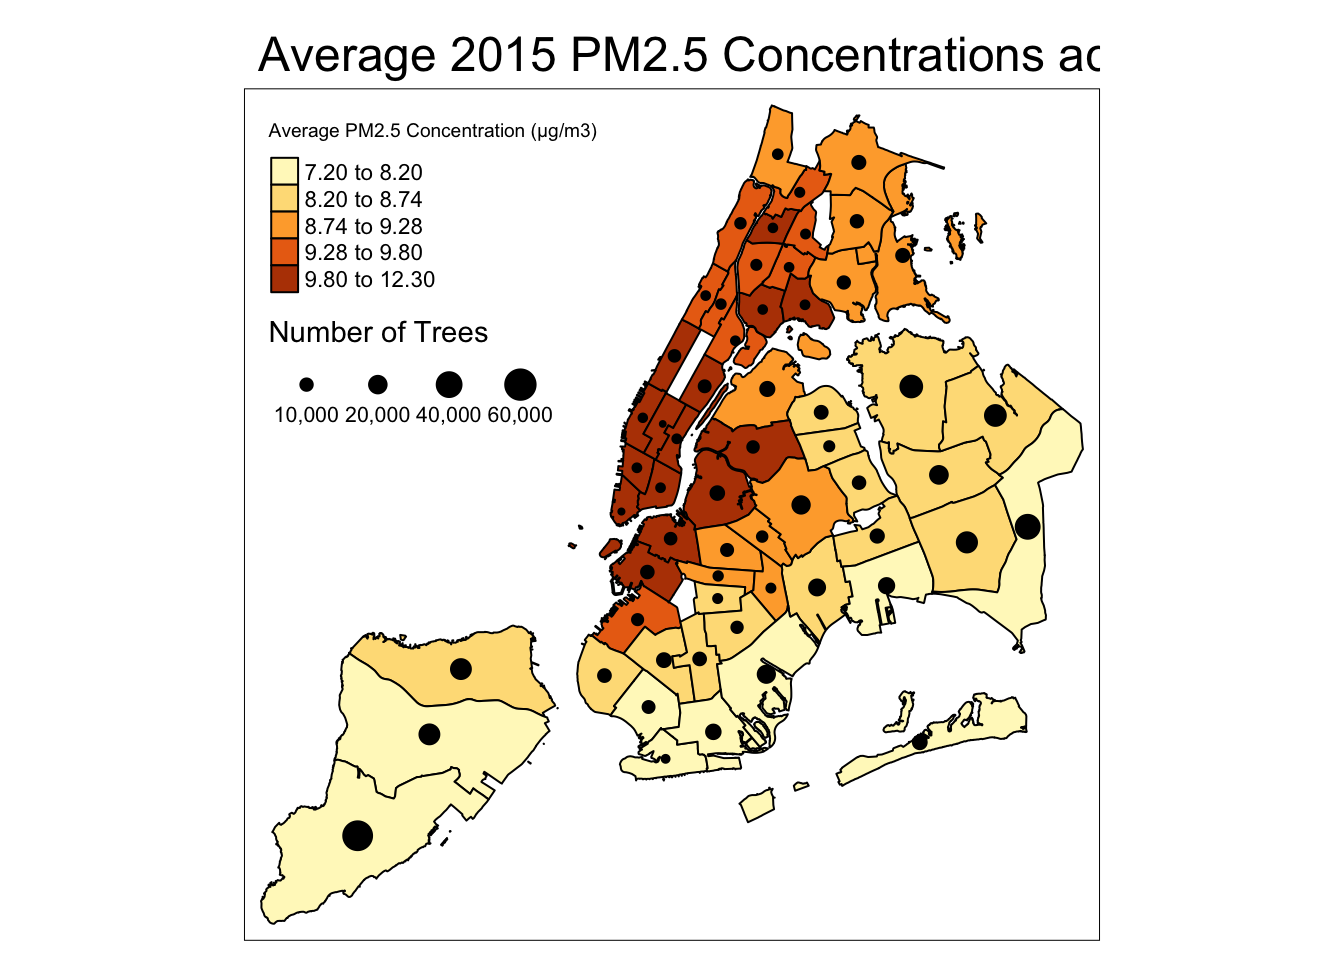 Average 2015 PM2.5 Concentrations ac
Average PM2.5 Concentration (µg/m3)
7.20 to 8.20
8.20 to 8.74
8.74 to 9.28
9.28 to 9.80
9.80 to 12.30
Number of Trees
10,000 20,000 40,000 60,000